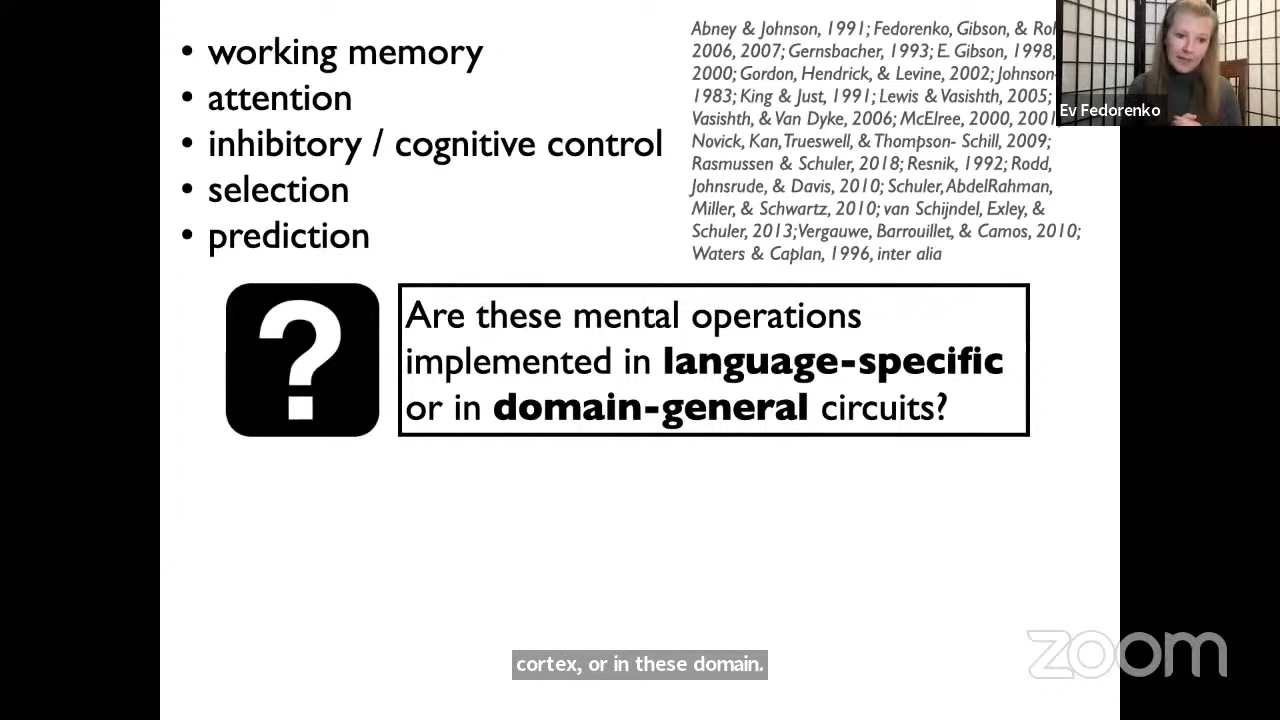 • working memory
• attention
• inhibitory / cognitive control
• selection
• prediction
Abney & Johnson, 1991; Fedorenko, Gibson, &
2006, 2007; Gernsbacher, 1993; E. Gibson, 1998,
2000; Gordon, Hendrick, & Levine, 2002; Johnson-
1983; King & Just, 1991; Lewis & Vasishth, 2005;
Vasishth, & Van Dyke, 2006; McElree, 2000, 2001
Novick, Kan, Trueswell, & Thompson- Schill, 2009;
Rasmussen & Schuler, 2018; Resnik, 1992; Rodd,
Johnsrude, & Davis, 2010; Schuler, AbdelRahman,
Miller, & Schwartz, 2010; van Schijndel, Exley, &
Schuler, 2013; Vergauwe, Barrouillet, & Camos, 2010;
Waters & Caplan, 1996, inter alia
Ev Fedorenko
?
Are these mental operations
implemented in language-specific
or in domain-general circuits?
cortex, or in these domain.
zoom